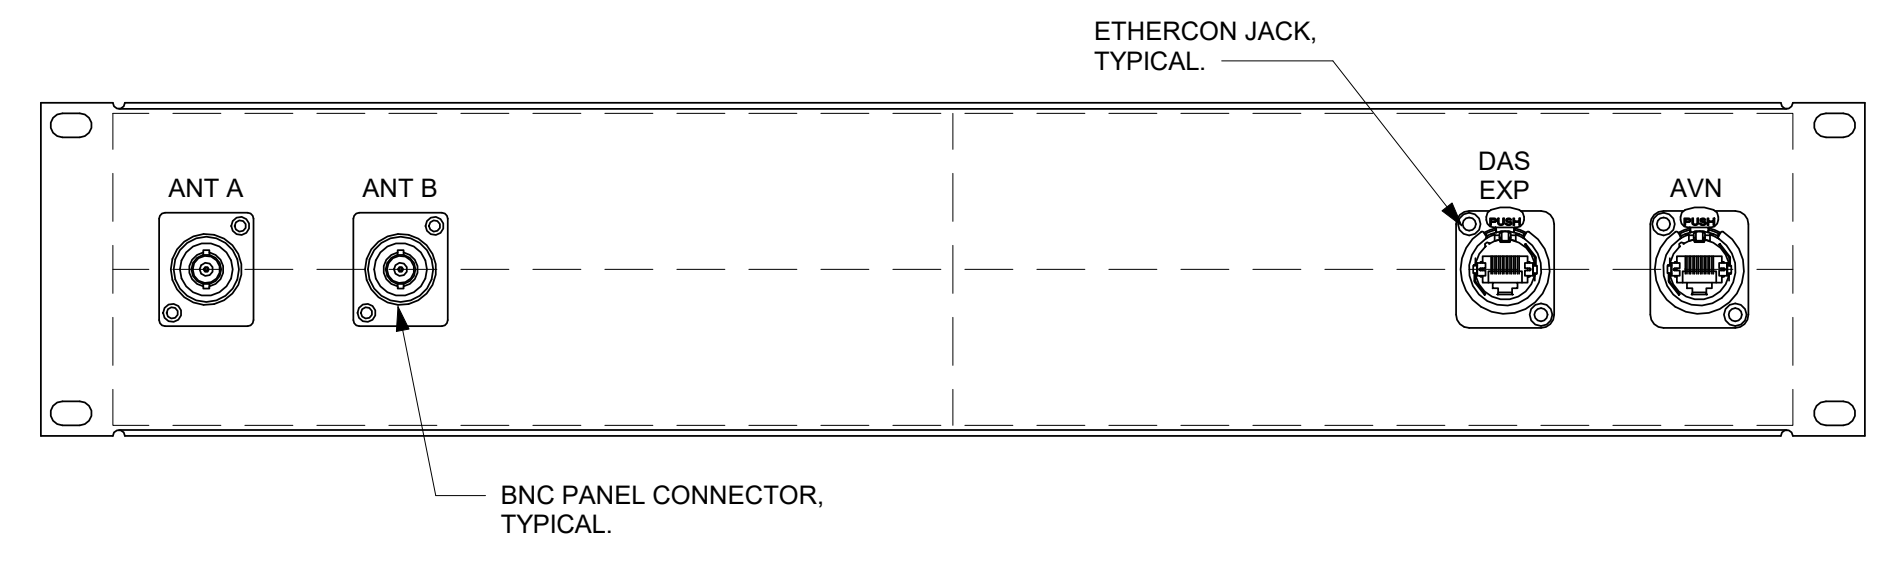 ETHERCON JACK,
TYPICAL.
DAS
EXP
ANT A
ANT B
AVN
PUSH
PUSH
BNC PANEL CONNECTOR,
TYPICAL.